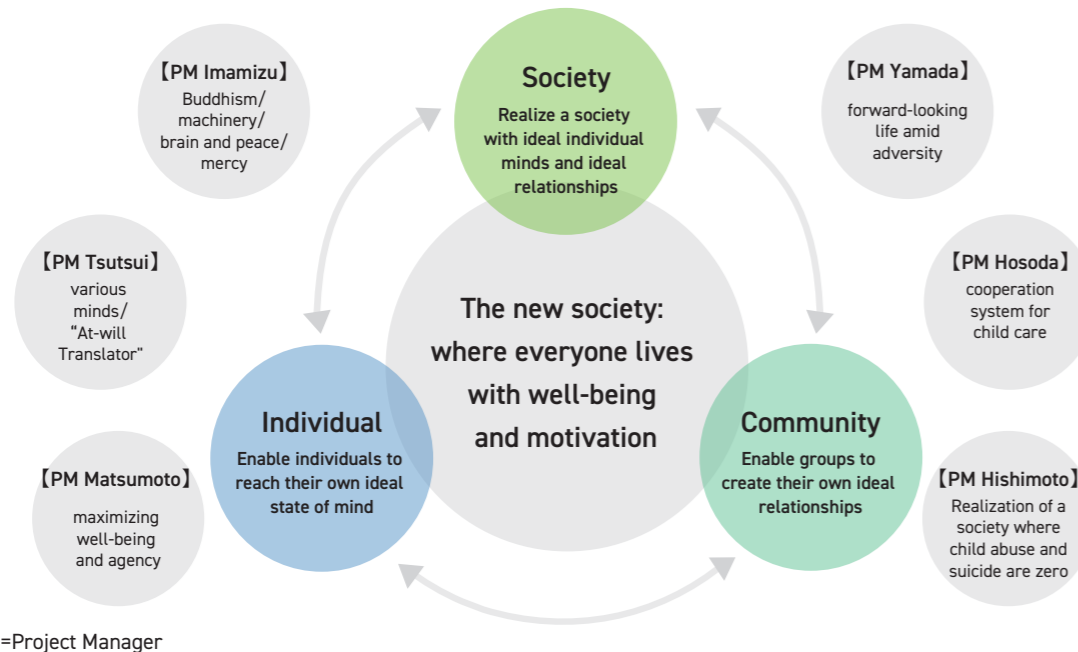 【PM Imamizu】
Buddhism/
machinery/
brain and peace/
mercy
Society
Realize a society
with ideal individual
minds and ideal
relationships
【PM Yamada】
forward-looking
life amid
adversity
【PM Tsutsui】
various
minds/
“At-will
Translator"
The new society:
where everyone lives
with well-being
and motivation
【PM Hosoda】
cooperation
system for
child care
【PM Matsumoto】
maximizing
well-being
and agency
Individual
Enable individuals to
reach their own ideal
state of mind
Community
Enable groups to
create their own ideal
relationships
【PM Hishimoto】
Realization of a
society where
child abuse and
suicide are zero
=Project Manager